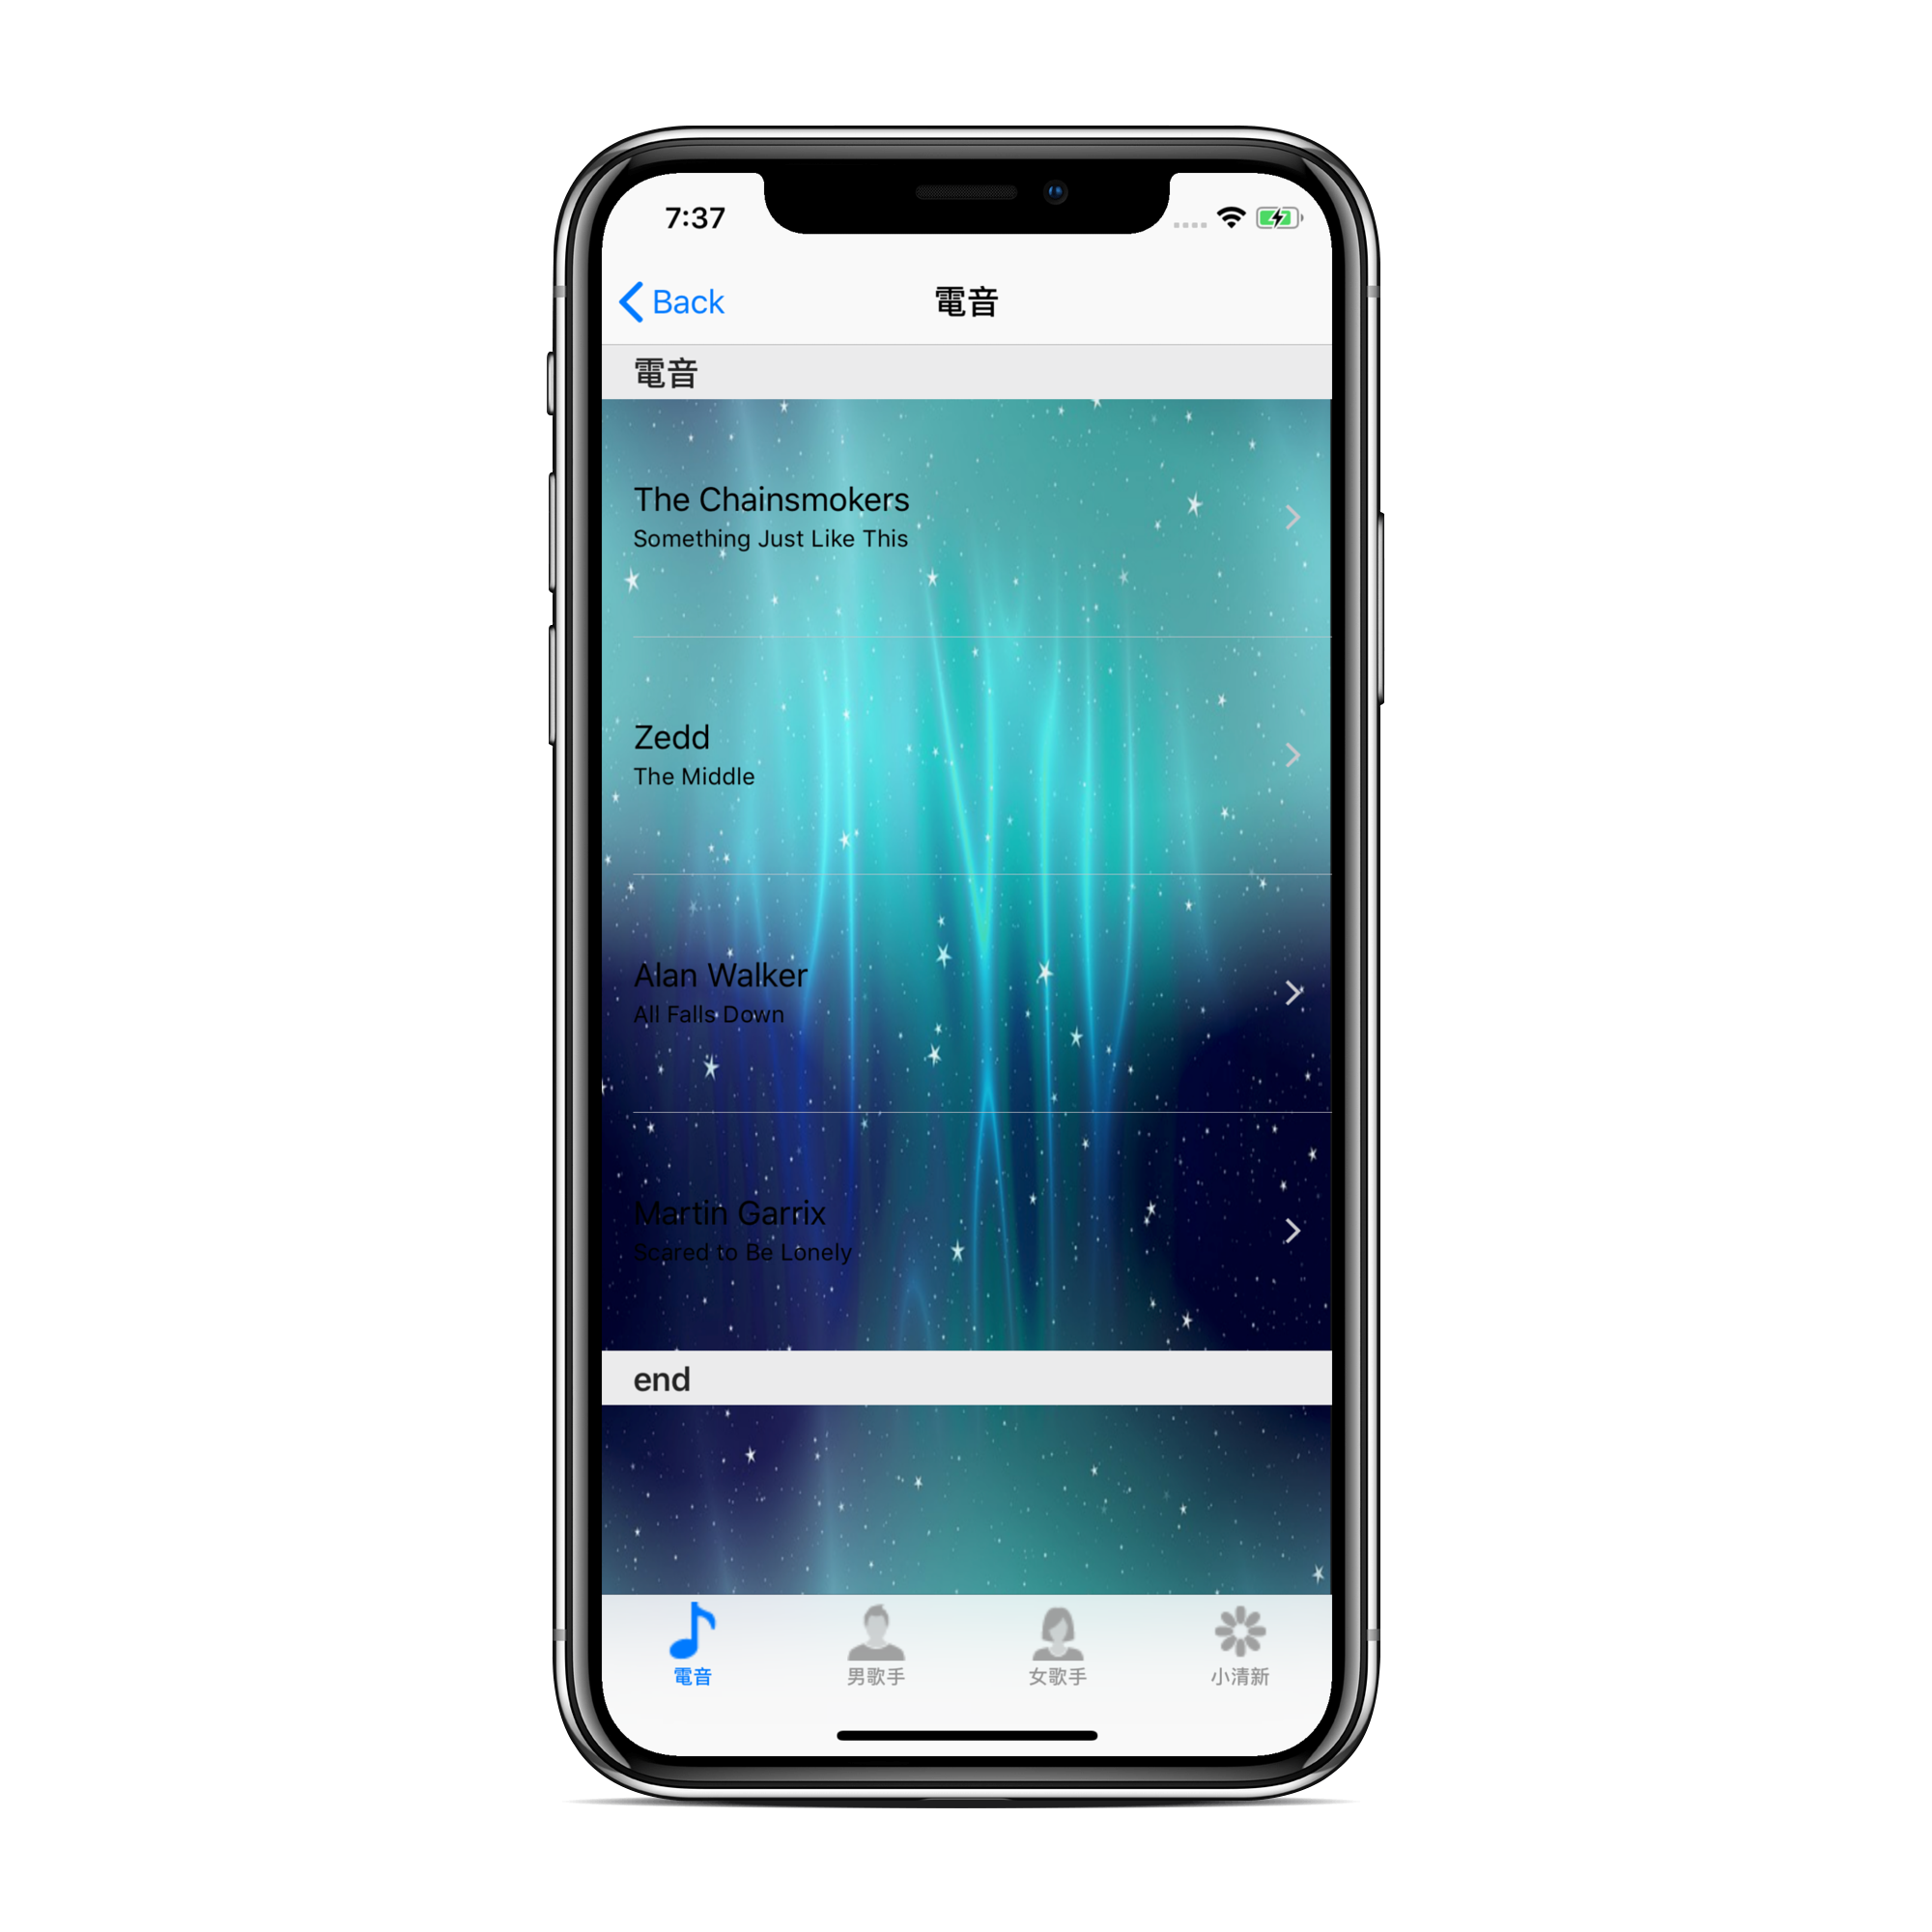 7:37
Back
電音
電音
The Chainsmokers
Something Just Like This
Zedd
The Middle
Alan Walker
All Falls Down
Martin Garrix
Scared to Be Lonely
end
電音
男歌手
女歌手
小清新